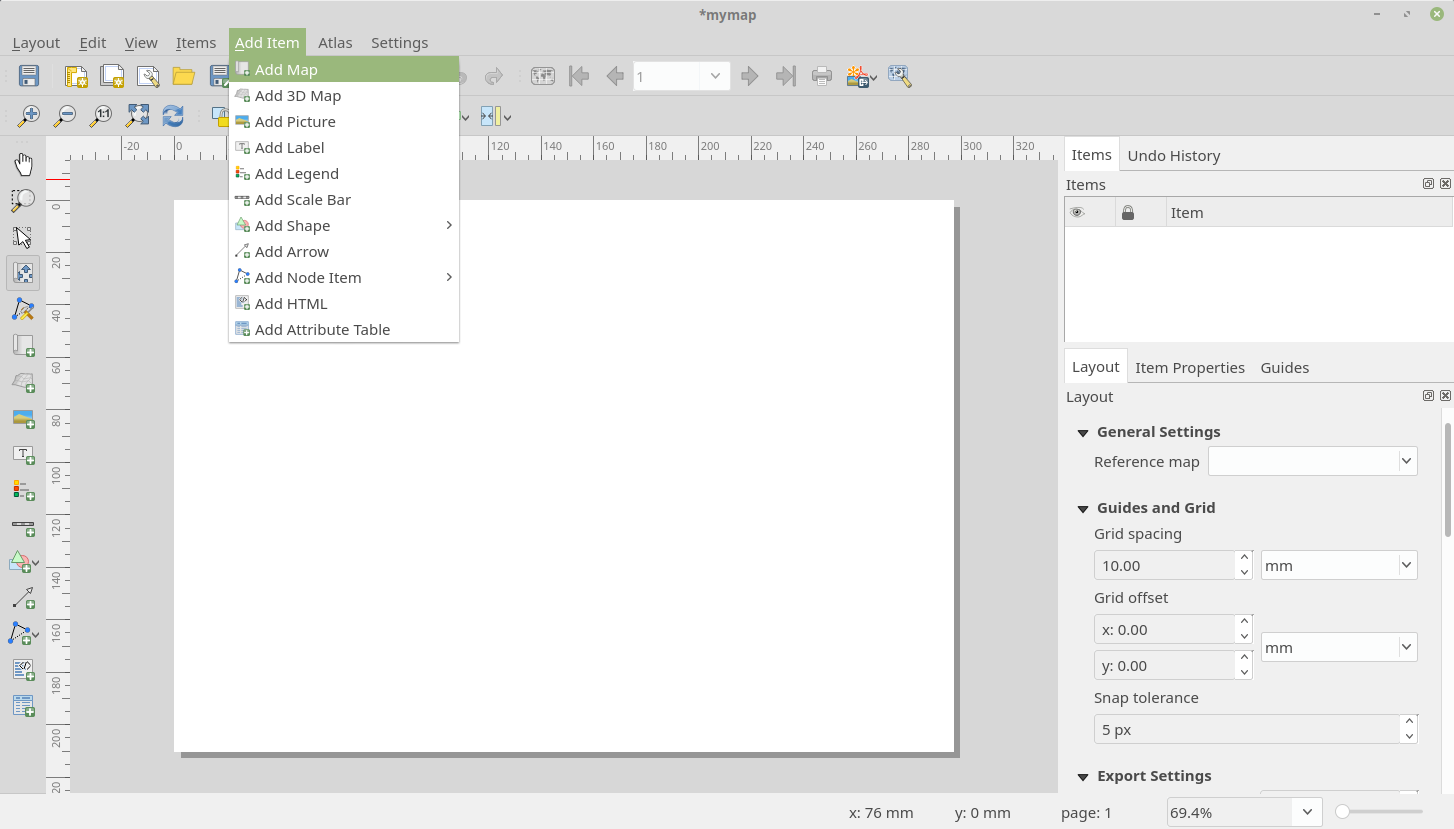 *mymap
Layout Edit View Items Add Item Atlas Settings
1
Add Map
Add 3D Map
Add Picture
Add Label
Add Legend
Add Scale Bar
Add Shape
Add Arrow
Add Node Item
Add HTML
Add Attribute Table
1:1
-20 0 120 140 160 180 200 220 240 260 280 300 320
0
20
40
60
80
100
120
140
160
180
200
20
Items Undo History
Items
Item
Layout Item Properties Guides
Layout
General Settings
Reference map
Guides and Grid
Grid spacing
10.00 mm
Grid offset
x: 0.00
mm
y: 0.00
Snap tolerance
5 px
Export Settings
x: 76 mm y: 0 mm page: 1 69.4%